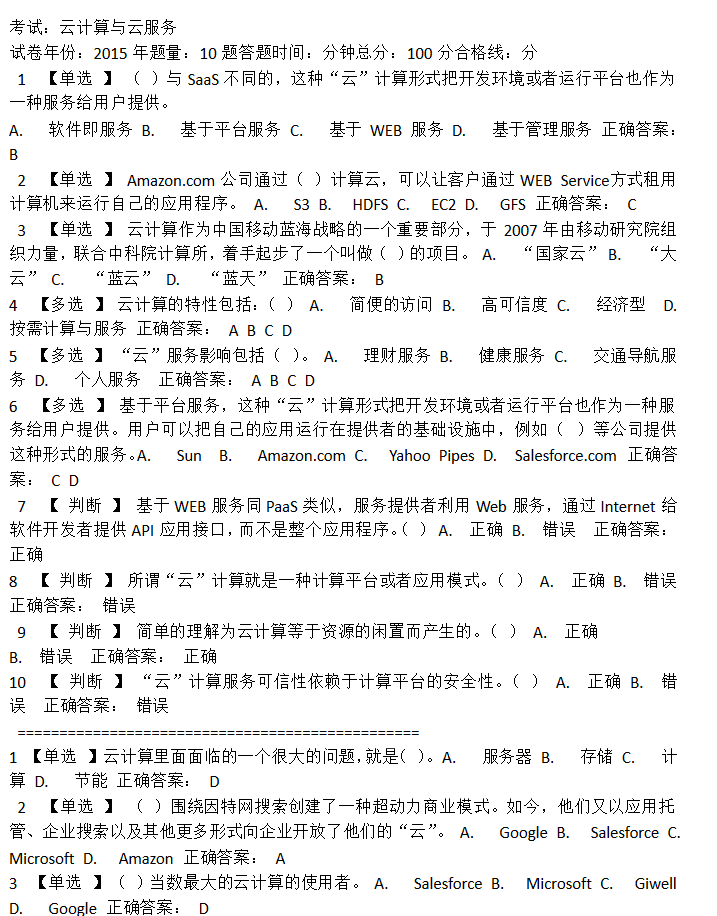 考试：云计算与云服务
试卷年份：2015 年题量：10 题答题时间：分钟总分：100 分合格线：分
1 【单选 】 （ ）与 SaaS 不同的，这种“云”计算形式把开发环境或者运行平台也作为
一种服务给用户提供。
A. 软件即服务 B. 基于平台服务 C. 基于 WEB 服务 D. 基于管理服务 正确答案：
B
2 【单选 】 Amazon.com 公司通过（ ）计算云，可以让客户通过 WEB Service方式租用
计算机来运行自己的应用程序。 A. S3 B. HDFS C. EC2 D. GFS 正确答案： C
3 【单选 】 云计算作为中国移动蓝海战略的一个重要部分，于 2007 年由移动研究院组
织力量，联合中科院计算所，着手起步了一个叫做（ ）的项目。 A. “国家云” B. “大
云” C. “蓝云” D. “蓝天” 正确答案： B
4 【多选 】 云计算的特性包括：（ ） A. 简便的访问 B. 高可信度 C. 经济型 D.
按需计算与服务 正确答案： A B C D
5 【多选 】 “云”服务影响包括（ ）。 A. 理财服务 B. 健康服务 C. 交通导航服
务 D. 个人服务 正确答案： A B C D
6 【多选 】 基于平台服务，这种“云”计算形式把开发环境或者运行平台也作为一种服
务给用户提供。用户可以把自己的应用运行在提供者的基础设施中，例如（ ）等公司提供
这种形式的服务。A. Sun B. Amazon.com C. Yahoo Pipes D. Salesforce.com 正确答
案： C D
7 【 判断 】 基于 WEB 服务同 PaaS 类似，服务提供者利用 Web 服务，通过 Internet 给
软件开发者提供 API 应用接口，而不是整个应用程序。（ ） A. 正确 B. 错误 正确答案：
正确
8 【 判断 】 所谓“云”计算就是一种计算平台或者应用模式。（ ） A. 正确 B. 错误
正确答案： 错误
9 【 判断 】 简单的理解为云计算等于资源的闲置而产生的。（ ） A. 正确
B. 错误 正确答案： 正确
10 【 判断 】 “云”计算服务可信性依赖于计算平台的安全性。（ ） A. 正确 B. 错
误 正确答案： 错误
================================================
1 【单选 】云计算里面面临的一个很大的问题，就是（ ）。A. 服务器 B. 存储 C. 计
算 D. 节能 正确答案： D
2 【单选 】 （ ）围绕因特网搜索创建了一种超动力商业模式。如今，他们又以应用托
管、企业搜索以及其他更多形式向企业开放了他们的“云”。 A. Google B. Salesforce C.
Microsoft D. Amazon 正确答案： A
3 【单选 】（ ）当数最大的云计算的使用者。 A. Salesforce B. Microsoft C. Giwell
D. Google 正确答案： D